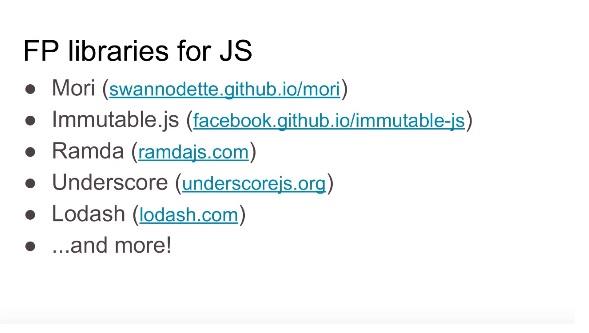 FP libraries for JS
● Mori (swannodette.github.io/mori)
● Immutable.js (facebook.github.io/immutable-js)
● Ramda (ramdajs.com)
● Underscore (underscorejs.org)
● Lodash (lodash.com)
● ...and more!